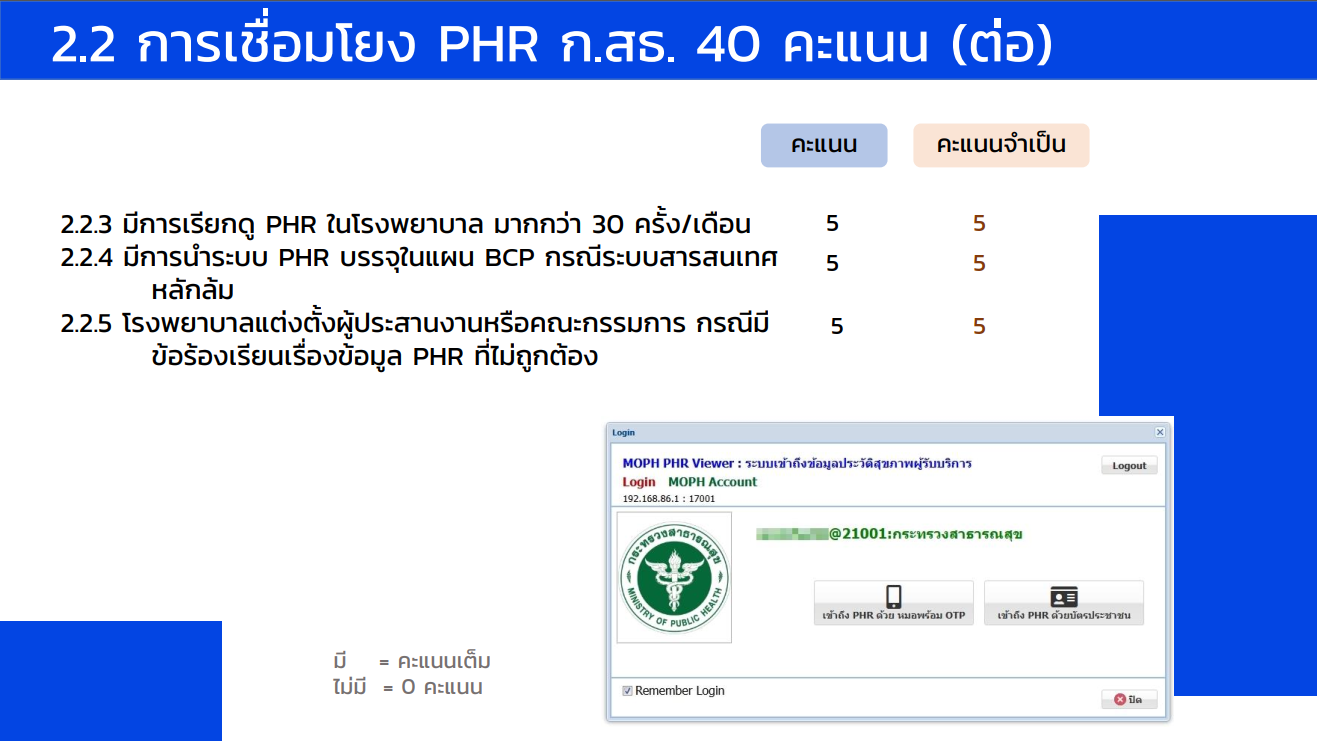 2.2 การเชื่อมโยง PHR ก.สธ. 40 คะแนน (ต่อ)
คะแนน คะแนนจำเป็น
2.2.3 มีการเรียกดู PHR ในโรงพยาบาล มากกว่า 30 ครั้ง/เดือน 5 5
2.2.4 มีการนำระบบ PHR บรรจุในแผน BCP กรณีระบบสารสนเทศ 5 5
หลักล้ม
2.2.5 โรงพยาบาลแต่งตั้งผู้ประสานงานหรือคณะกรรมการ กรณีมี 5 5
ข้อร้องเรียนเรื่องข้อมูล PHR ที่ไม่ถูกต้อง
Login
MOPH PHR Viewer : ระบบเข้าถึงข้อมูลประวัติสุขภาพผู้รับบริการ
Logout
Login MOPH Account
192.168.86.1 : 17001
กระทรวงสาธารณสุข
MINISTRY OF PUBLIC HEALTH
@21001:กระทรวงสาธารณสุข
เข้าถึง PHR ด้วย หมอพร้อม OTP
เข้าถึง PHR ด้วยบัตรประชาชน
Remember Login
ปิด
มี = คะแนนเต็ม
ไม่มี = 0 คะแนน